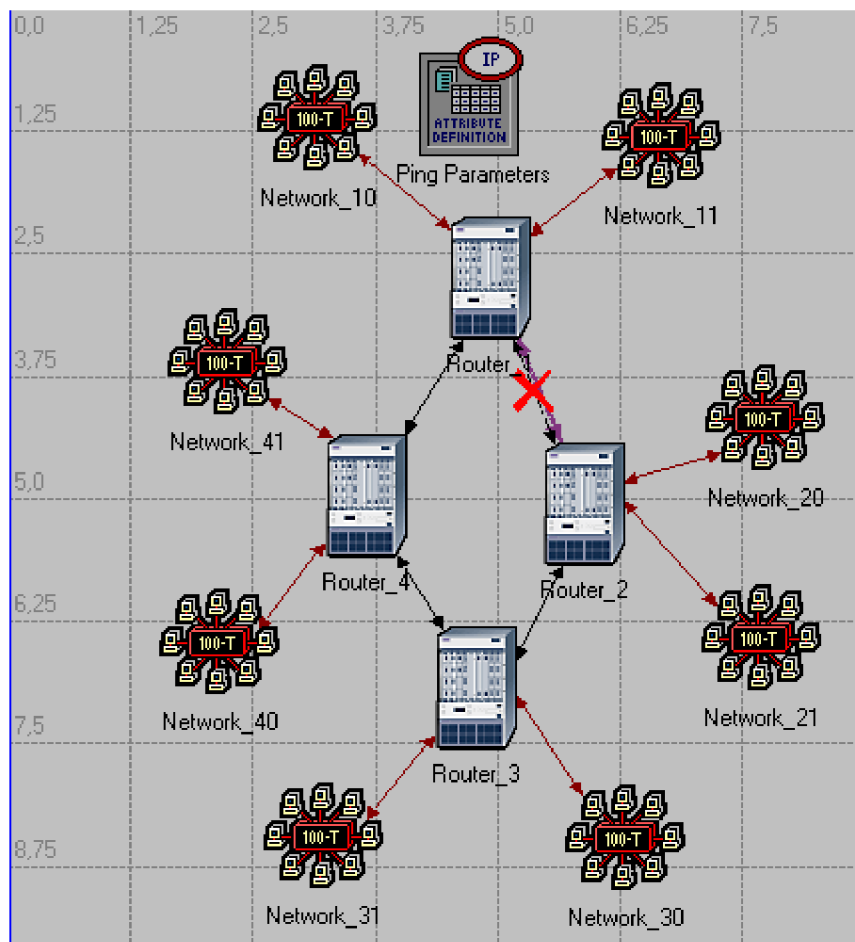 0,0 1,25 2,5 3,75 5,0 6,25 7,5
IP
100-T
ATTRIBUTE
DEFINITION
1,25
100-T
Ping Parameters
Network_10
Network_11
2,5
Router_1
3,75
100-T
100-T
Network_41
Network_20
5,0
Router_4
Router_2
6,25
100-T
100-T
Network_40
Network_21
7,5
Router_3
100-T
100-T
8,75
Network_31
Network_30